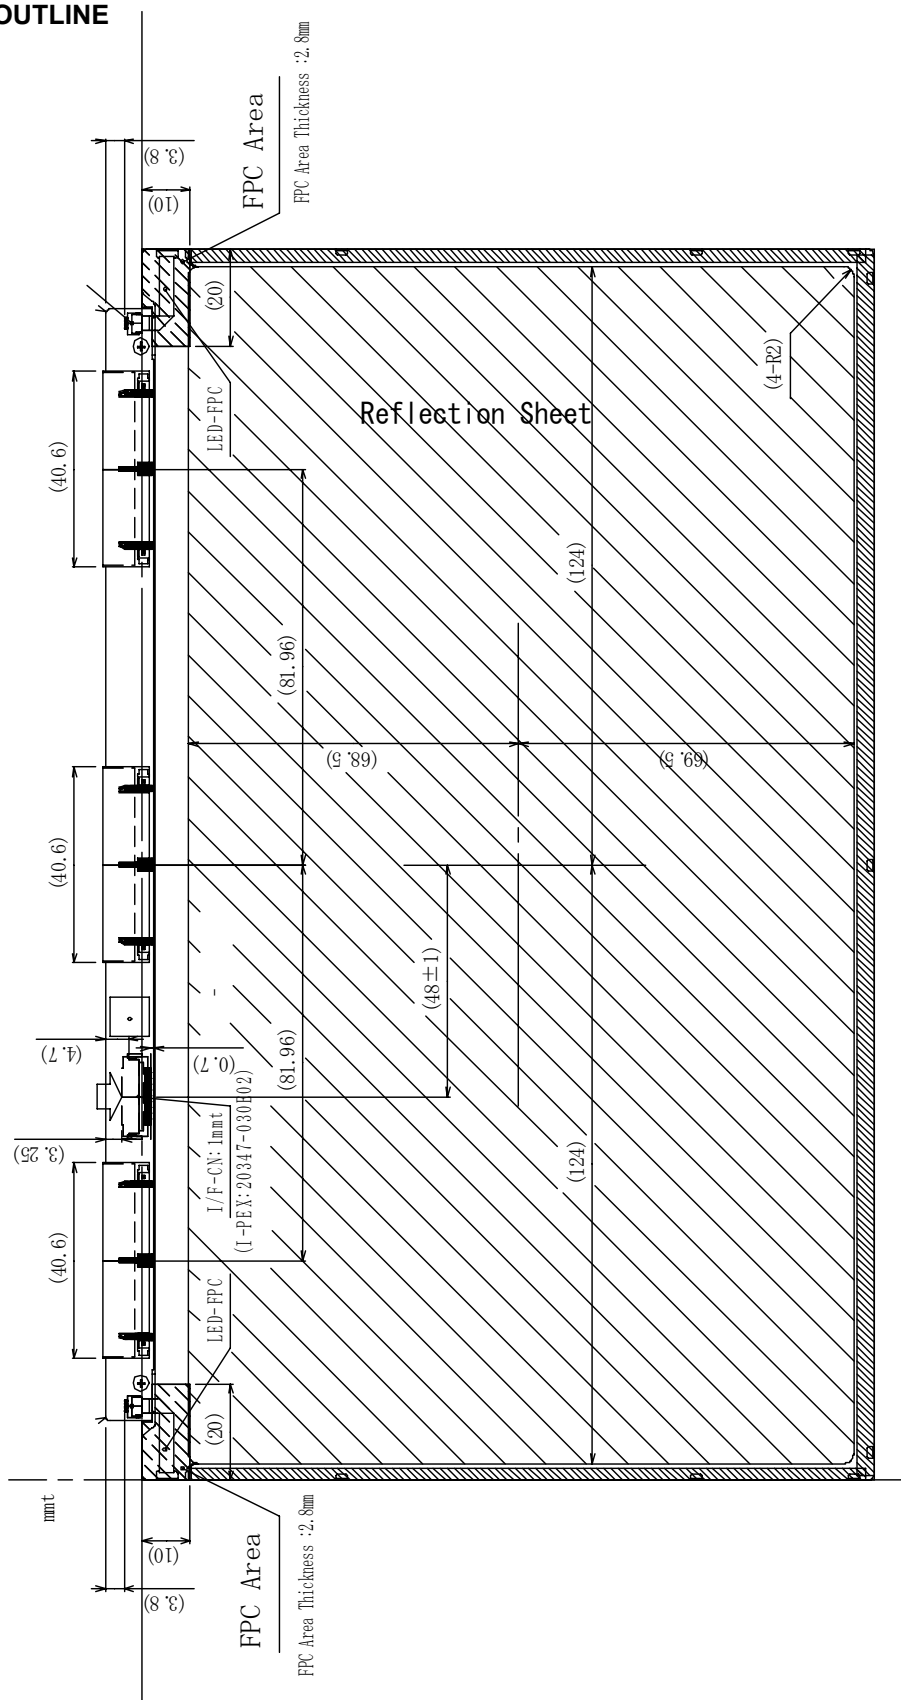 OUTLINE
FPC Area Thickness :2.8mm
FPC Area
(3.8)
(10)
(20)
LED-FPC
(4-R2)
Reflection Sheet
(40.6)
(124)
(81.96)
(68.5)
(69.5)
(40.6)
(48±1)
(4.7)
(0.7)
(81.96)
(3.25)
I/F-CN:1mmt
(I-PEX:20347-030B02)
(124)
(40.6)
LED-FPC
(20)
mmt
(10)
(3.8)
FPC Area
FPC Area Thickness :2.8mm